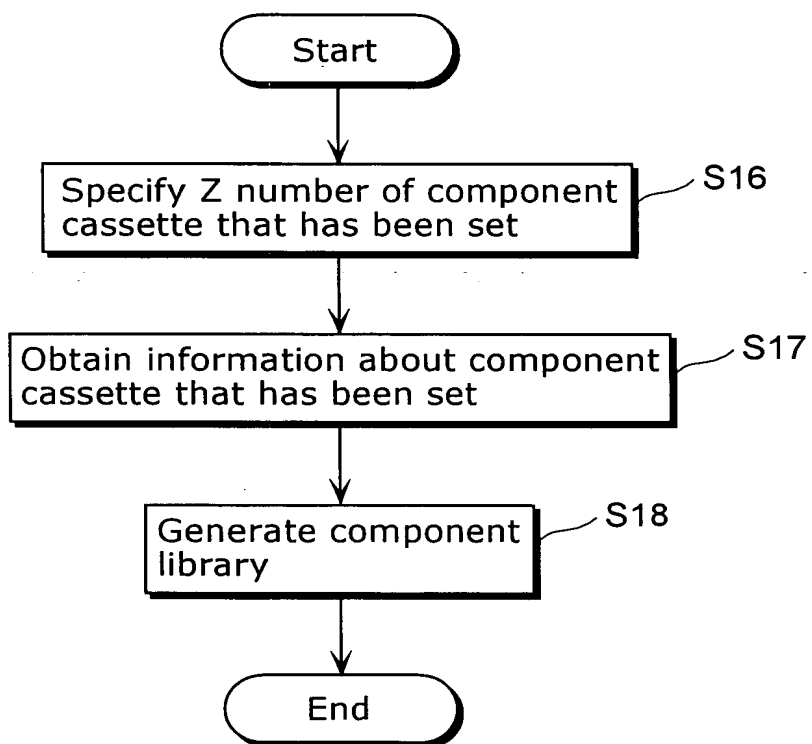 Start
Specify Z number of component
cassette that has been set
S16
Obtain information about component
cassette that has been set
S17
Generate component
library
S18
End